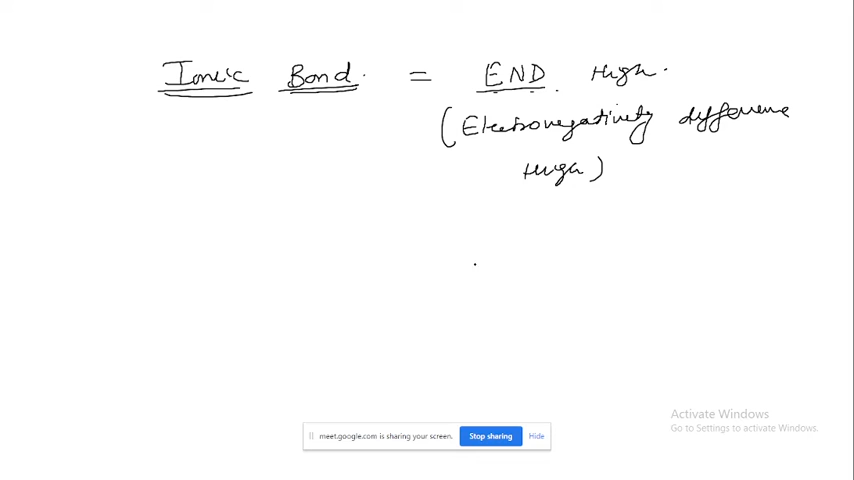 Ionic Bond. = END. High.
(Electronegativity difference
High)
Activate Windows
Go to Settings to activate Windows.
meet.google.com is sharing your screen. Stop sharing Hide